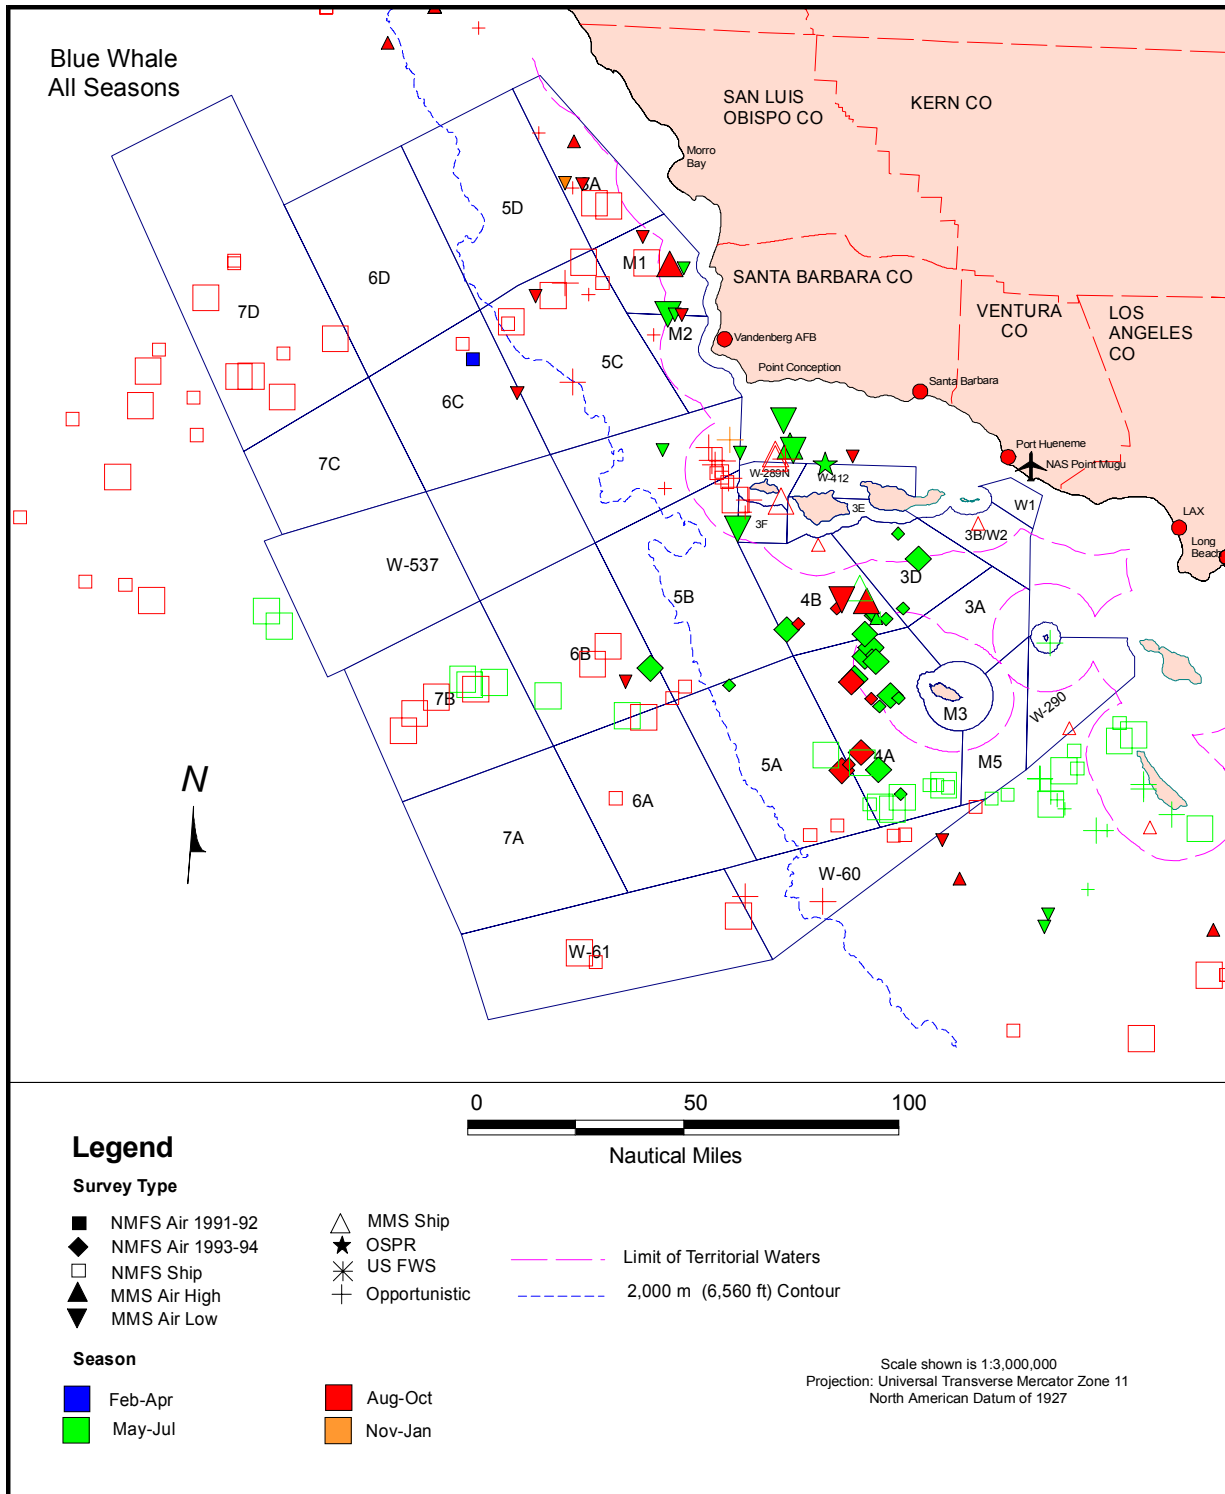 Blue Whale
All Seasons
SAN LUIS
OBISPO CO
KERN CO
Morro
Bay
5D
M1
SANTA BARBARA CO
6D
7D
VENTURA
CO
LOS
ANGELES
CO
M2
Vandenberg AFB
5C
Point Conception
Santa Barbara
6C
Port Hueneme
7C
NAS Point Mugu
W-289N
W-412
W1
LAX
3E
3F
3B/W2
Long
Beach
W-537
3D
5B
4B
3A
6B
7B
M3
W-290
4A
M5
5A
N
6A
7A
W-60
W-61
0
50
100
Nautical Miles
Legend
Survey Type
NMFS Air 1991-92
NMFS Air 1993-94
NMFS Ship
MMS Air High
MMS Air Low
MMS Ship
OSPR
US FWS
Opportunistic
Limit of Territorial Waters
2,000 m (6,560 ft) Contour
Season
Feb-Apr
May-Jul
Aug-Oct
Nov-Jan
Scale shown is 1:3,000,000
Projection: Universal Transverse Mercator Zone 11
North American Datum of 1927